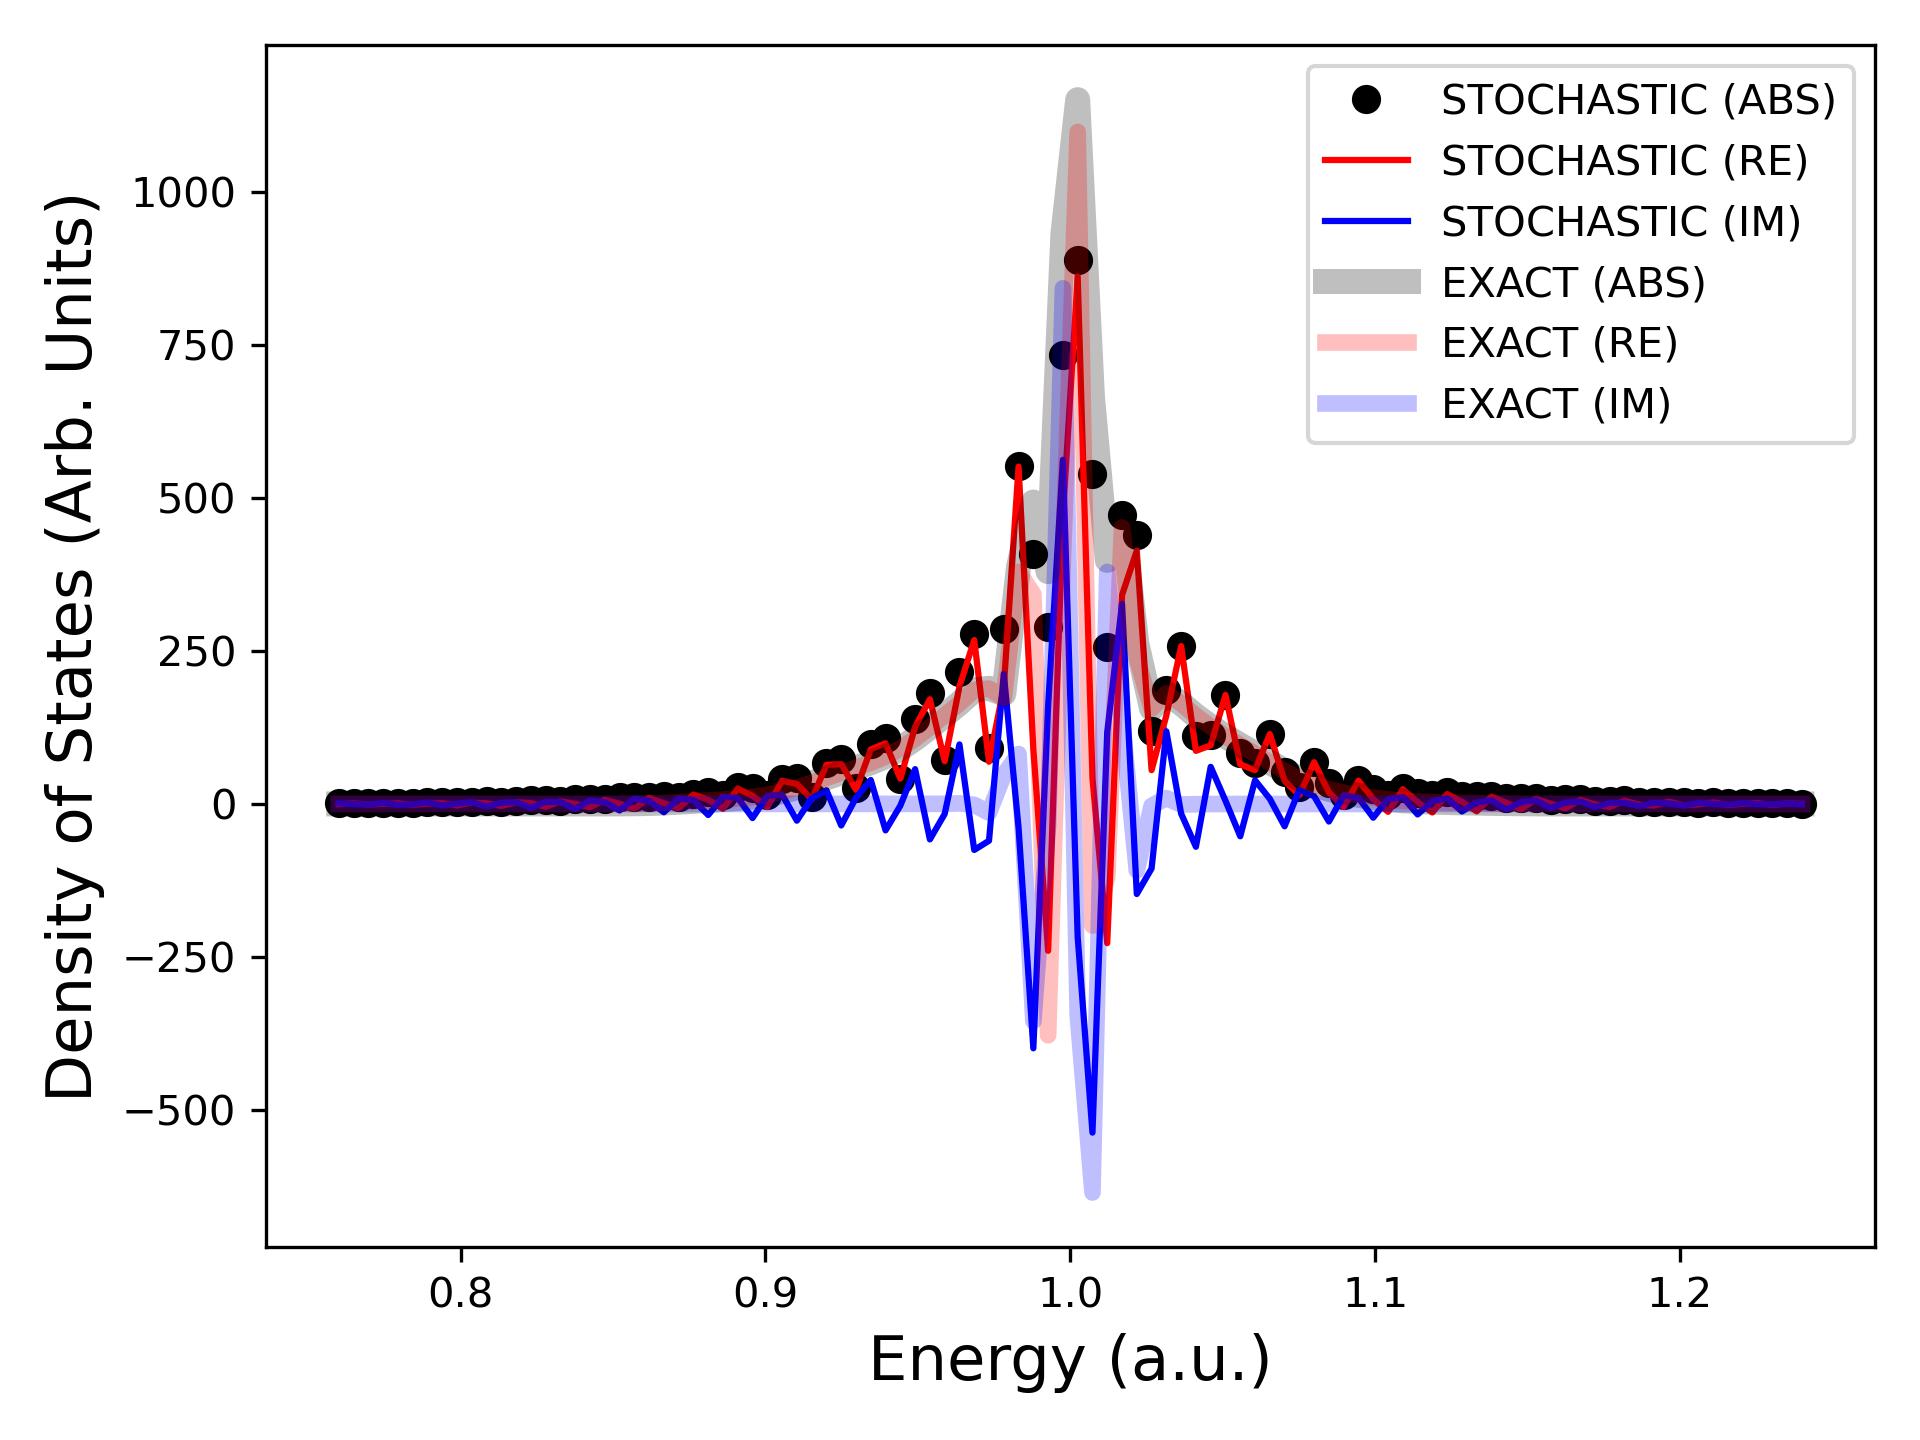 Density of States (Arb. Units)
1000
750
500
250
0
−250
−500
STOCHASTIC (ABS)
STOCHASTIC (RE)
STOCHASTIC (IM)
EXACT (ABS)
EXACT (RE)
EXACT (IM)
0.8 0.9 1.0 1.1 1.2
Energy (a.u.)